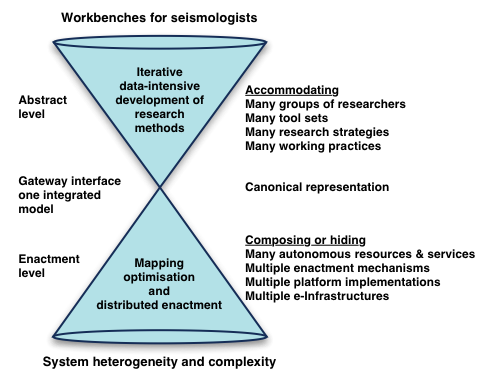 Workbenches for seismologists
Iterative
data-intensive
development of
research
methods
Abstract
level
Accommodating
Many groups of researchers
Many tool sets
Many research strategies
Many working practices
Gateway interface
one integrated
model
Canonical representation
Enactment
level
Mapping
optimisation
and
distributed enactment
Composing or hiding
Many autonomous resources & services
Multiple enactment mechanisms
Multiple platform implementations
Multiple e-Infrastructures
System heterogeneity and complexity